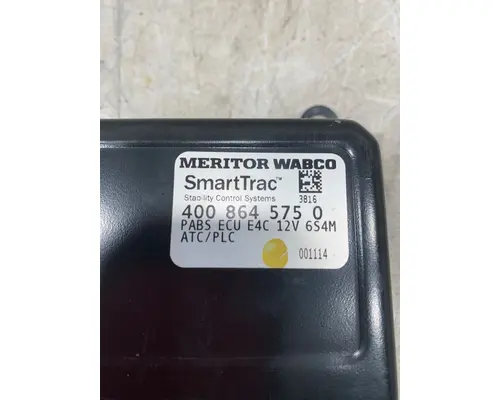 MERITOR WABCO
SmartTrac™
Stability Control Systems
3816
400 864 575 0
PABS ECU E4C 12V 6S4M
ATC/PLC
001114